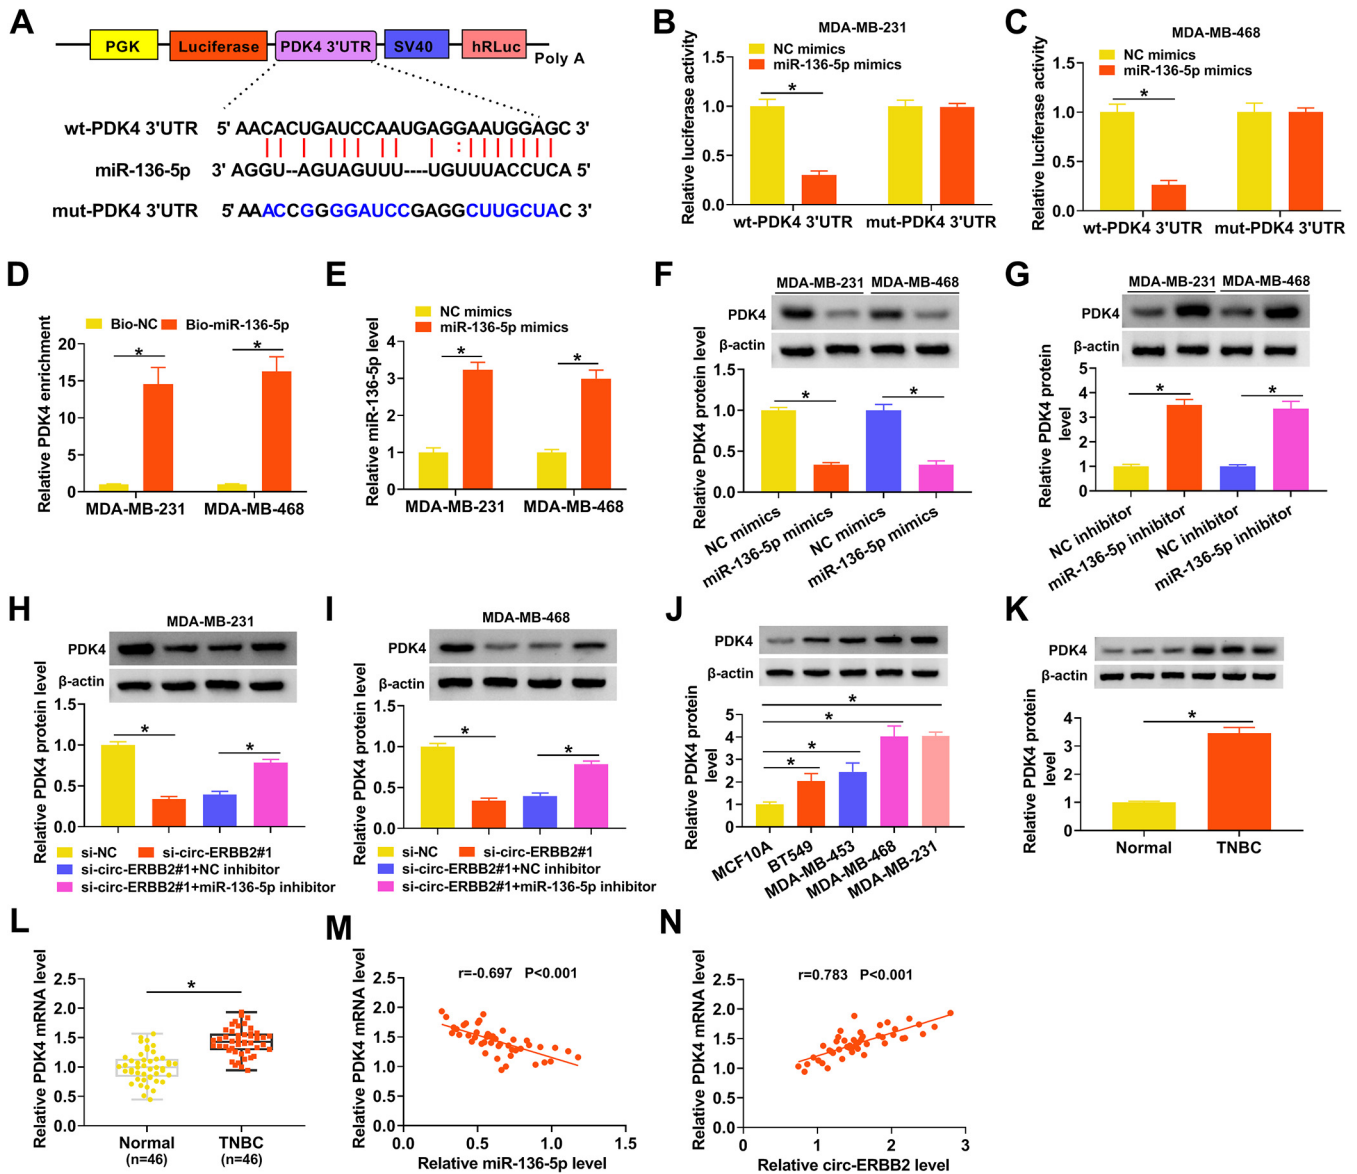 A
PGK Luciferase PDK4 3'UTR SV40 hRLuc Poly A
wt-PDK4 3'UTR 5' AACACUGAUCCAAUGAGGAAUGGAGC 3'
miR-136-5p 3' AGGU--AGUAGUUU----UGUUUACCUCA 5'
mut-PDK4 3'UTR 5' AAACCGGGGAUCCGAGGCUUGCUAC 3'
B
MDA-MB-231
NC mimics
miR-136-5p mimics
Relative luciferase activity
1.5
1.0
0.5
0.0
*
wt-PDK4 3'UTR mut-PDK4 3'UTR
C
MDA-MB-468
NC mimics
miR-136-5p mimics
Relative luciferase activity
1.5
1.0
0.5
0.0
*
wt-PDK4 3'UTR mut-PDK4 3'UTR
D
Bio-NC Bio-miR-136-5p
Relative PDK4 enrichment
20
15
10
5
0
* *
MDA-MB-231 MDA-MB-468
E
NC mimics
miR-136-5p mimics
Relative miR-136-5p level
4
3
2
1
0
* *
MDA-MB-231 MDA-MB-468
F
MDA-MB-231 MDA-MB-468
PDK4
β-actin
Relative PDK4 protein level
1.5
1.0
0.5
0.0
* *
NC mimics
miR-136-5p mimics
NC mimics
miR-136-5p mimics
G
MDA-MB-231 MDA-MB-468
PDK4
β-actin
Relative PDK4 protein
level
5
4
3
2
1
0
* *
NC inhibitor
miR-136-5p inhibitor
NC inhibitor
miR-136-5p inhibitor
H
MDA-MB-231
PDK4
β-actin
Relative PDK4 protein level
1.5
1.0
0.5
0.0
* *
si-NC si-circ-ERBB2#1
si-circ-ERBB2#1+NC inhibitor
si-circ-ERBB2#1+miR-136-5p inhibitor
I
MDA-MB-468
PDK4
β-actin
Relative PDK4 protein level
1.5
1.0
0.5
0.0
* *
si-NC si-circ-ERBB2#1
si-circ-ERBB2#1+NC inhibitor
si-circ-ERBB2#1+miR-136-5p inhibitor
J
PDK4
β-actin
Relative PDK4 protein
level
5
4
3
2
1
0
*
*
*
*
MCF10A
BT549
MDA-MB-453
MDA-MB-468
MDA-MB-231
K
PDK4
β-actin
Relative PDK4 protein
level
4
3
2
1
0
*
Normal TNBC
L
Relative PDK4 mRNA level
2.5
2.0
1.5
1.0
0.5
0.0
*
Normal TNBC
(n=46) (n=46)
M
r=-0.697 P<0.001
Relative PDK4 mRNA level
2.5
2.0
1.5
1.0
0.5
0.0
0.0 0.5 1.0 1.5
Relative miR-136-5p level
N
r=0.783 P<0.001
Relative PDK4 mRNA level
2.5
2.0
1.5
1.0
0.5
0.0
0 1 2 3
Relative circ-ERBB2 level